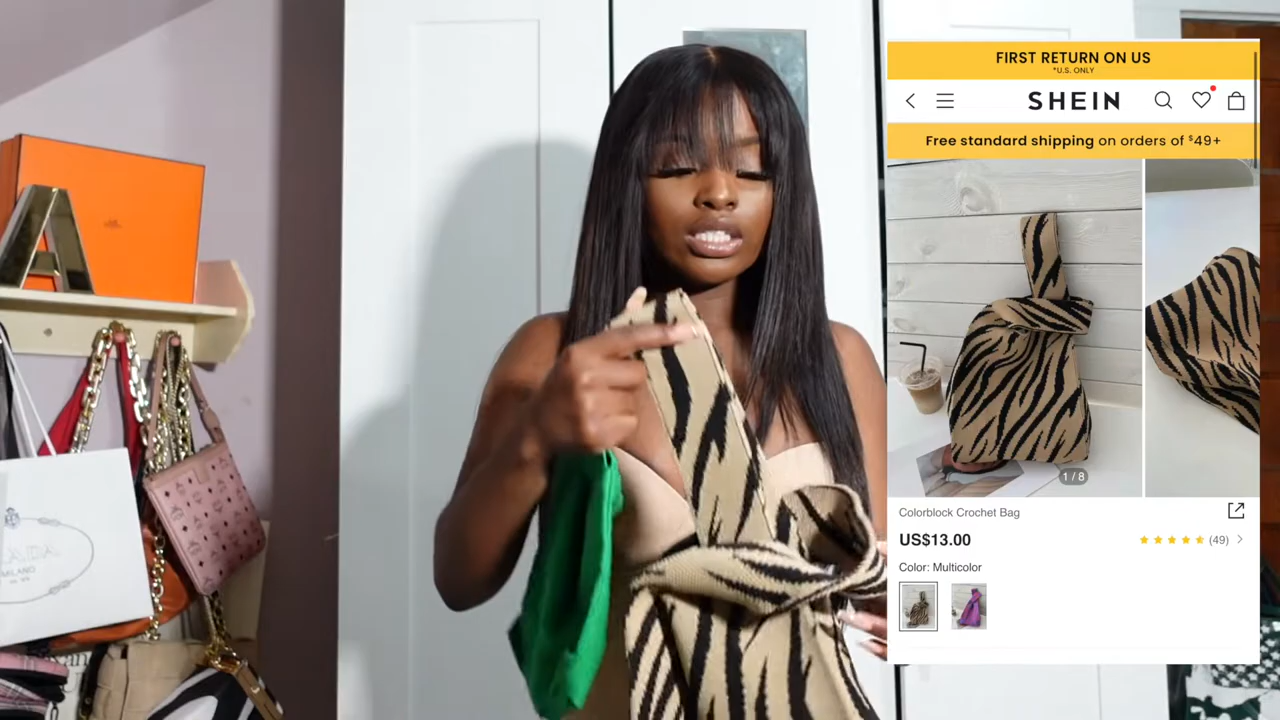 FIRST RETURN ON US
*U.S. ONLY
SHEIN
Free standard shipping on orders of $49+
1 / 8
Colorblock Crochet Bag
US$13.00
(49)
Color: Multicolor
A
MILANO